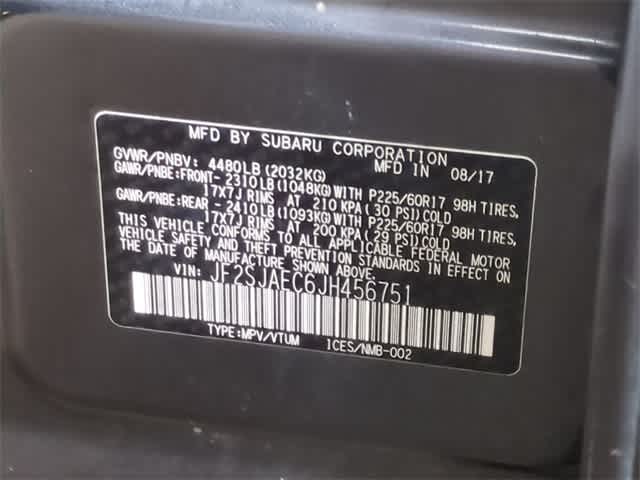 MFD BY SUBARU CORPORATION
GVWR/PNBV: 4480LB(2032KG) MFD IN 08/17
GAWR/PNBE:FRONT- 2310LB(1048KG)WITH P225/60R17 98H TIRES,
17X7J RIMS AT 210 KPA(30 PSI)COLD
GAWR/PNBE:REAR -2410LB(1093KG)WITH P225/60R17 98H TIRES,
17X7J RIMS AT 200 KPA(29 PSI)COLD
THIS VEHICLE CONFORMS TO ALL APPLICABLE FEDERAL MOTOR
VEHICLE SAFETY AND THEFT PREVENTION STANDARDS IN EFFECT ON
THE DATE OF MANUFACTURE SHOWN ABOVE.
VIN: JF2SJAEC6JH456751
TYPE:MPV/VTUM 1CES/NMB-002